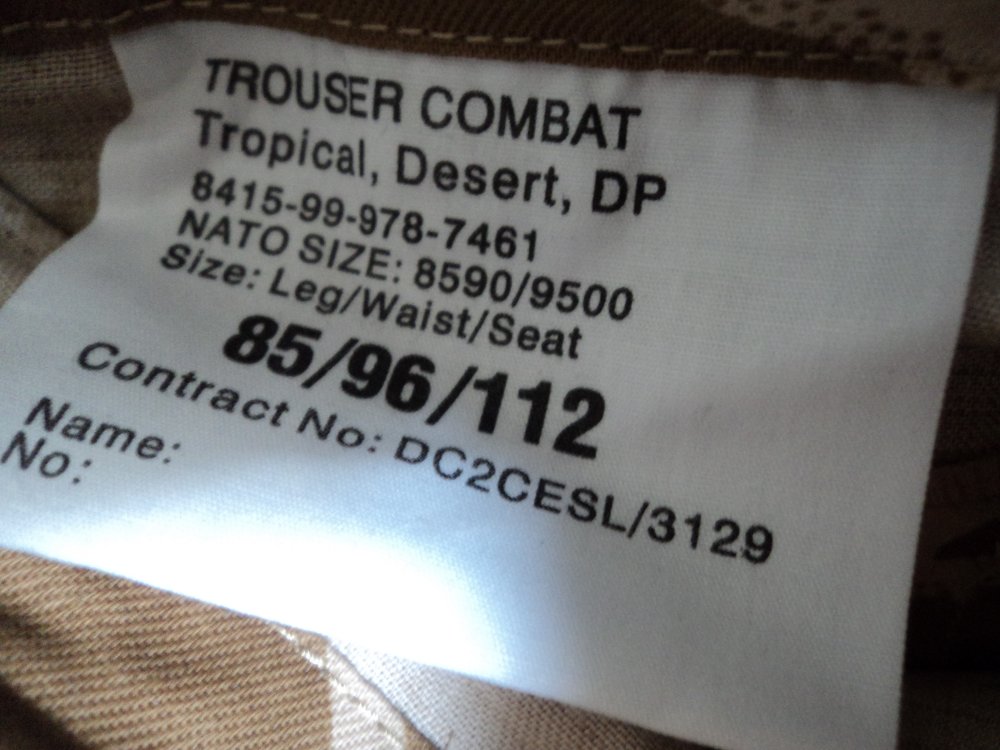 TROUSER COMBAT
Tropical, Desert, DP
8415-99-978-7461
NATO SIZE: 8590/9500
Size: Leg/Waist/Seat
85/96/112
Contract No: DC2CESL/3129
Name:
No: